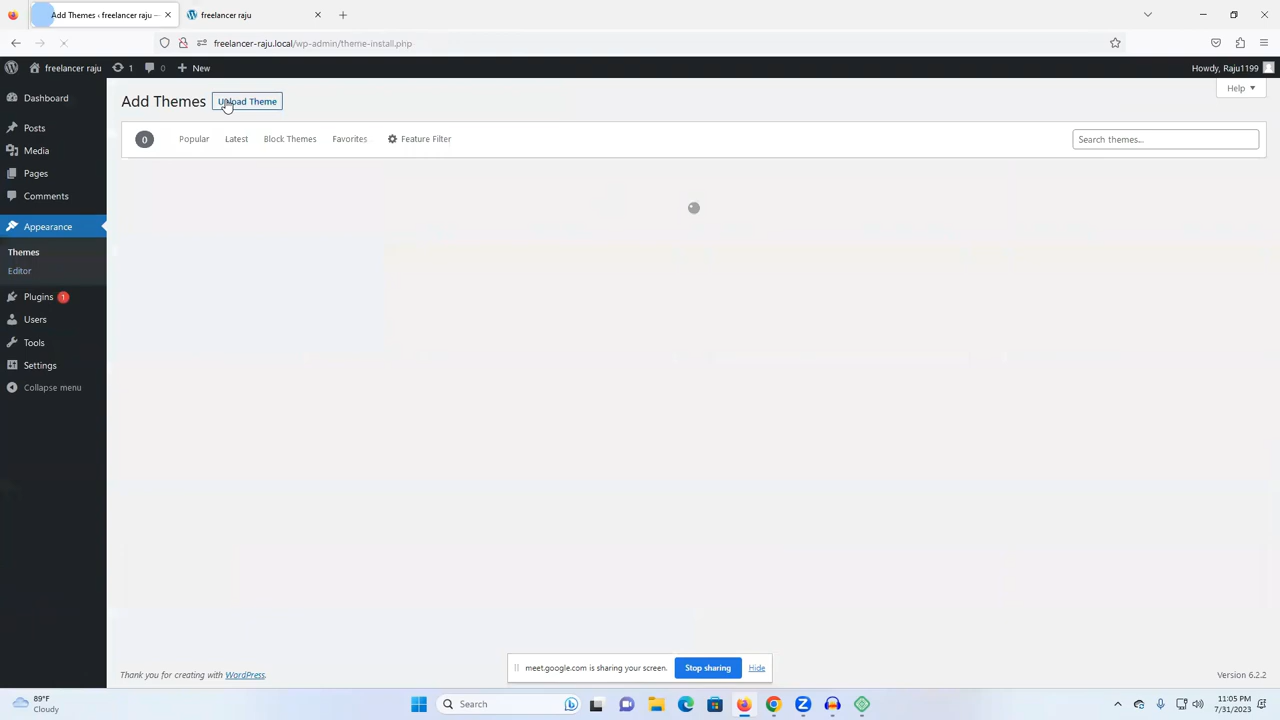 Add Themes ‹ freelancer raju —
freelancer raju
freelancer-raju.local/wp-admin/theme-install.php
freelancer raju
1
0
New
Howdy, Raju1199
Dashboard
Posts
Media
Pages
Comments
Appearance
Themes
Editor
Plugins 1
Users
Tools
Settings
Collapse menu
Add Themes
Upload Theme
Help
0
Popular
Latest
Block Themes
Favorites
Feature Filter
Search themes...
meet.google.com is sharing your screen.
Stop sharing
Hide
Thank you for creating with WordPress.
Version 6.2.2
89°F
Cloudy
Search
11:05 PM
7/31/2023